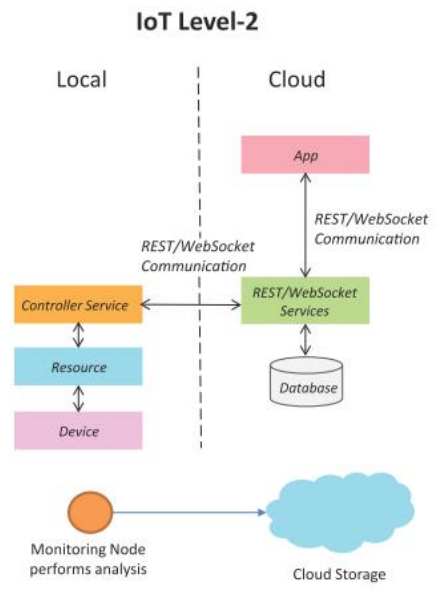 IoT Level-2
Local
Cloud
App
REST/WebSocket
Communication
REST/WebSocket
Communication
Controller Service
REST/WebSocket
Services
Resource
Database
Device
Monitoring Node
performs analysis
Cloud Storage